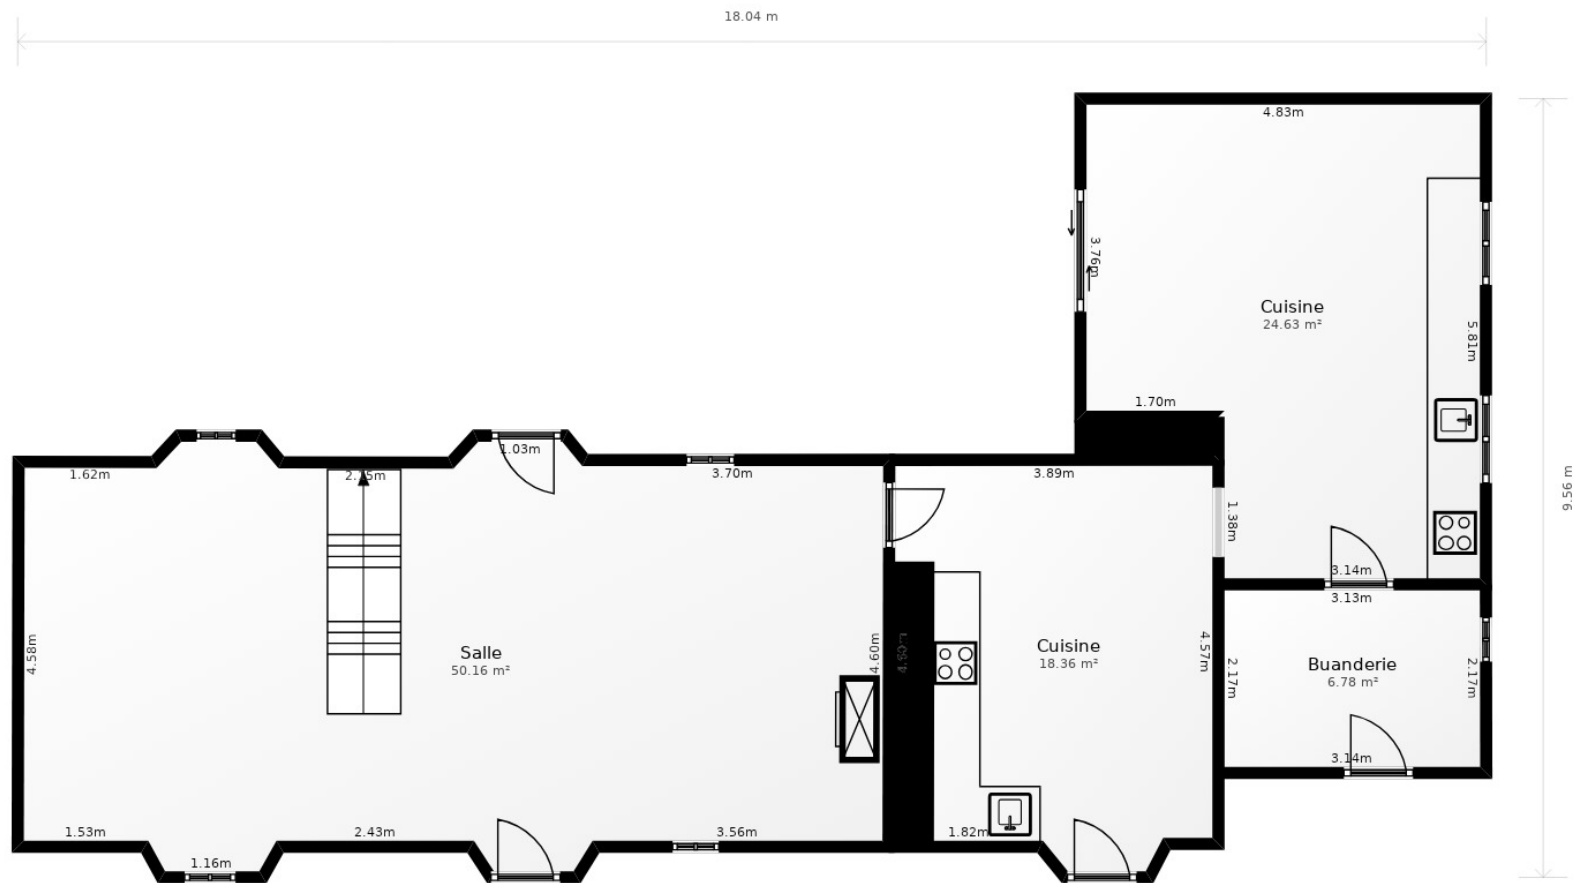 18.04 m
4.83m
3.76m
Cuisine
24.63 m²
5.81m
1.70m
9.56 m
1.62m
1.03m
3.70m
3.89m
1.38m
3.14m
3.13m
4.58m
Salle
50.16 m²
4.60m
4.60m
Cuisine
18.36 m²
4.57m
2.17m
Buanderie
6.78 m²
2.17m
3.14m
1.53m
2.43m
3.56m
1.82m
1.16m